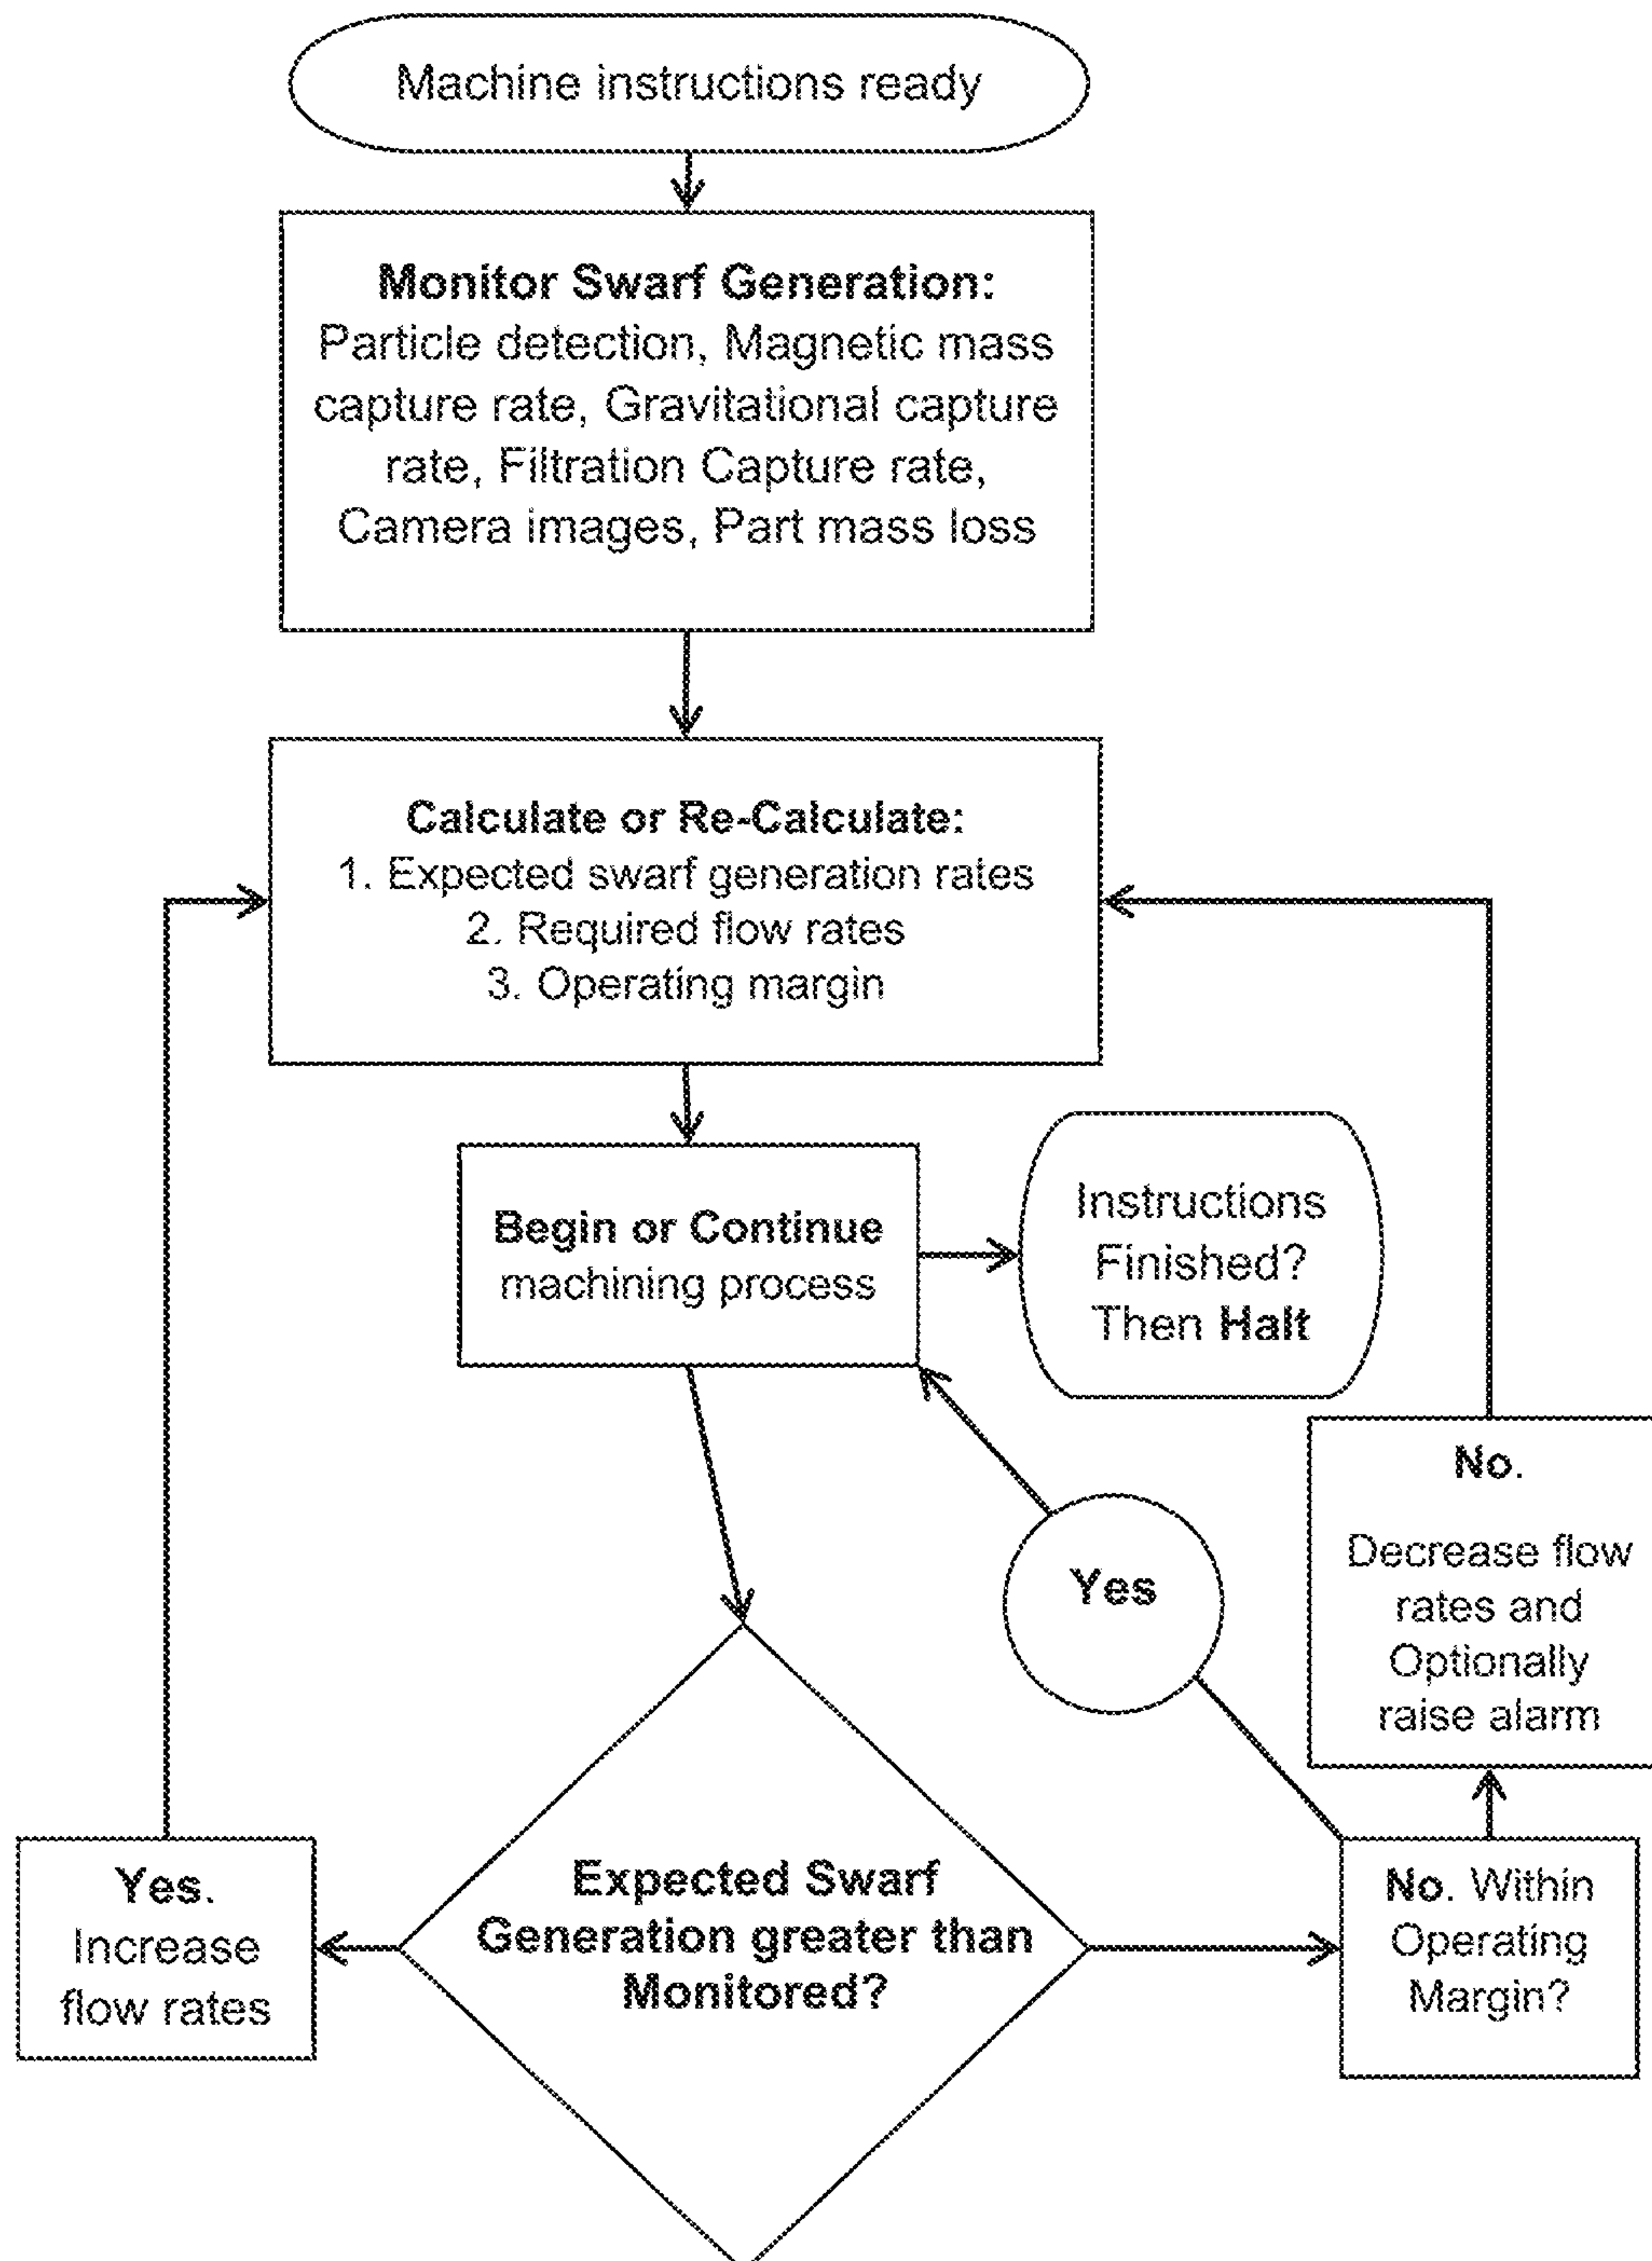 Machine instructions ready
Monitor Swarf Generation:
Particle detection, Magnetic mass
capture rate, Gravitational capture
rate, Filtration Capture rate,
Camera images, Part mass loss
Calculate or Re-Calculate:
1. Expected swarf generation rates
2. Required flow rates
3. Operating margin
Begin or Continue
machining process
Instructions
Finished?
Then Halt
Yes
No.
Decrease flow
rates and
Optionally
raise alarm
Yes.
Increase
flow rates
Expected Swarf
Generation greater than
Monitored?
No. Within
Operating
Margin?